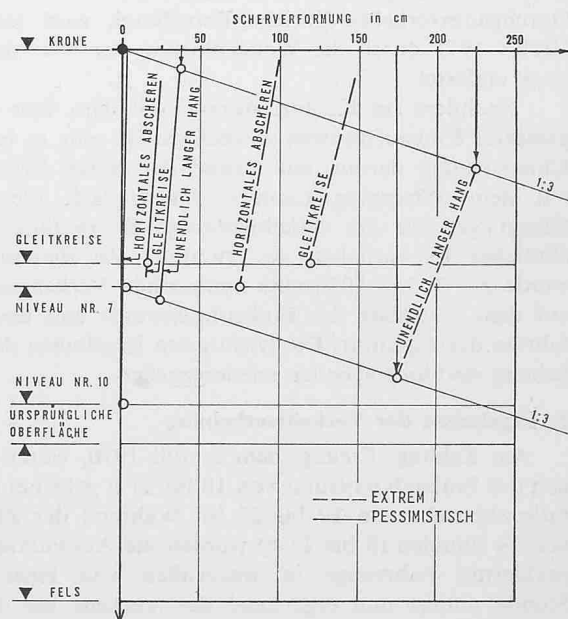 SCHERVERFORMUNG in cm
0 50 100 150 200 250
KRONE
HORIZONTALES ABSCHEREN
GLEITKREISE
UNENDLICH LANGER HANG
HORIZONTALES ABSCHEREN
GLEITKREISE
UNENDLICH LANGER HANG
1:3
GLEITKREISE
NIVEAU NR. 7
NIVEAU NR. 10
1:3
URSPRÜNGLICHE
OBERFLÄCHE
EXTREM
PESSIMISTISCH
FELS